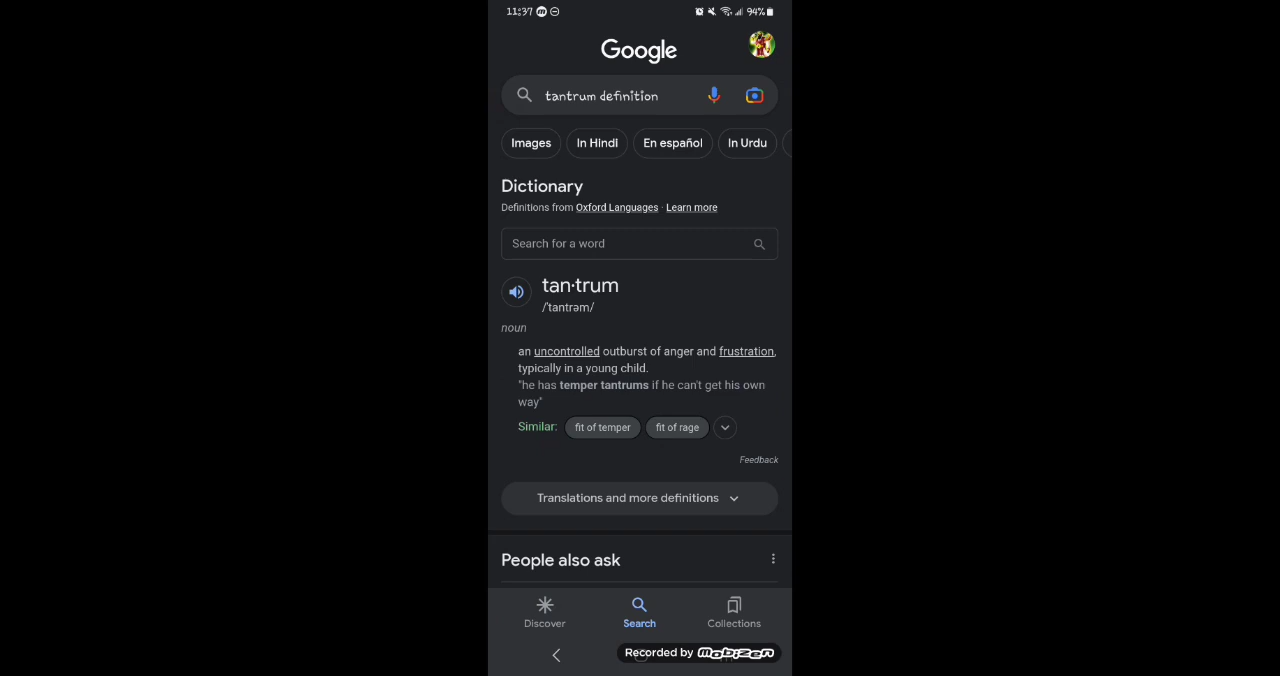 11:37 94%
Google
tantrum definition
Images In Hindi En español In Urdu
Dictionary
Definitions from Oxford Languages · Learn more
Search for a word
tan·trum
/ˈtantrəm/
noun
an uncontrolled outburst of anger and frustration,
typically in a young child.
"he has temper tantrums if he can't get his own
way"
Similar: fit of temper fit of rage
Feedback
Translations and more definitions
People also ask
Discover Search Collections
Recorded by mobizen